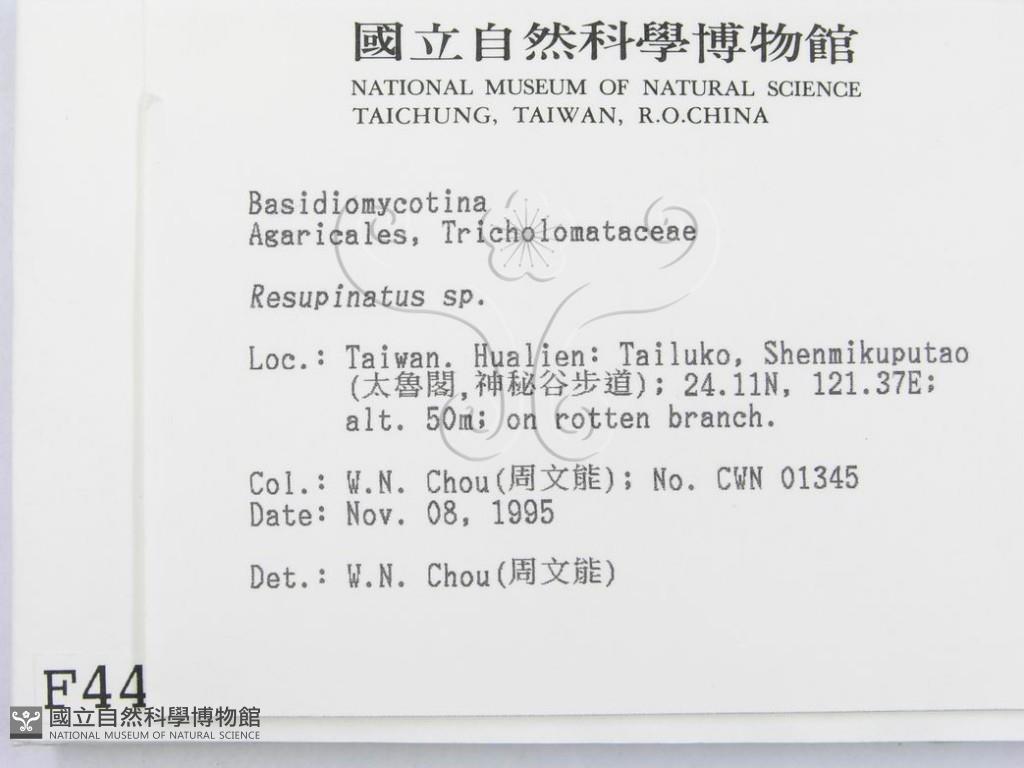 國立自然科學博物館
NATIONAL MUSEUM OF NATURAL SCIENCE
TAICHUNG, TAIWAN, R.O.CHINA
Basidiomycotina
Agaricales, Tricholomataceae
Resupinatus sp.
Loc.: Taiwan. Hualien: Tailuko, Shenmikuputao
(太魯閣,神秘谷步道); 24.11N, 121.37E;
alt. 50m; on rotten branch.
Col.: W.N. Chou(周文能); No. CWN 01345
Date: Nov. 08, 1995
Det.: W.N. Chou(周文能)
F44
國立自然科學博物館
NATIONAL MUSEUM OF NATURAL SCIENCE